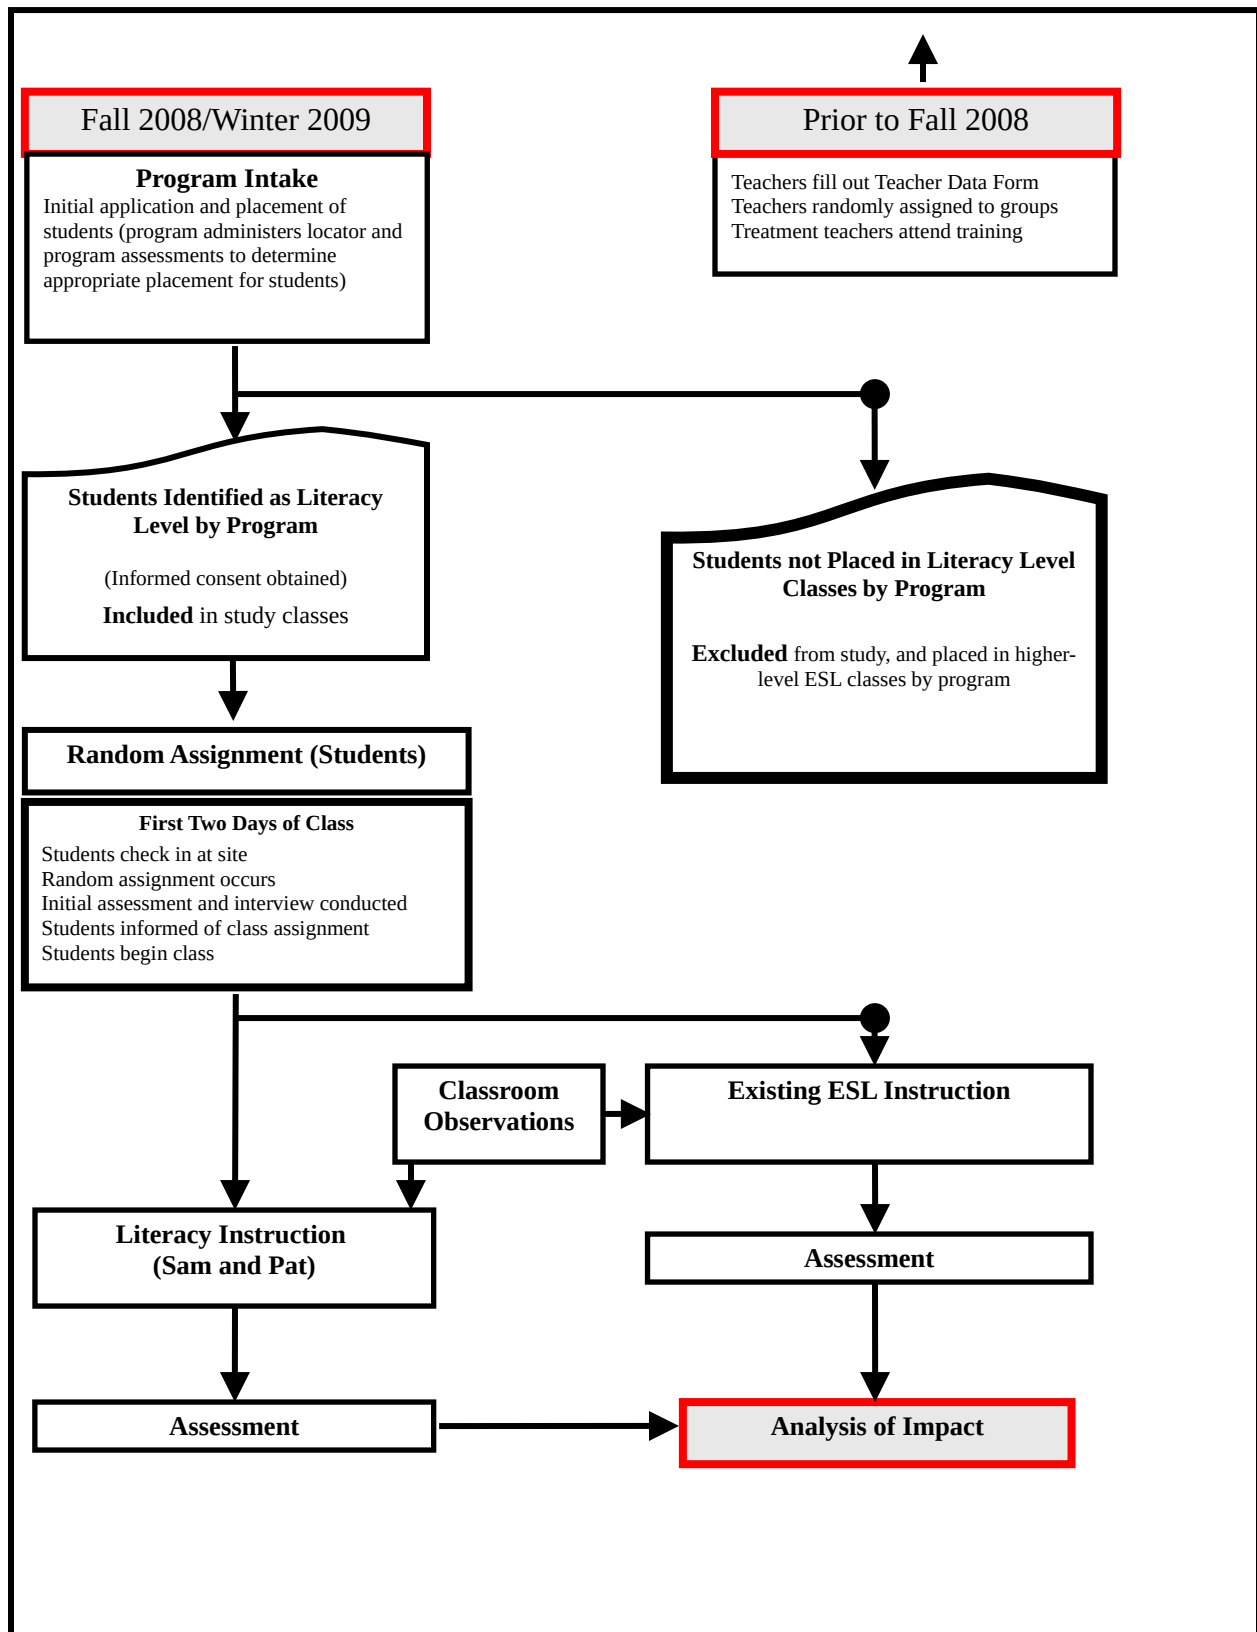 Fall 2008/Winter 2009
Program Intake
Initial application and placement of
students (program administers locator and
program assessments to determine
appropriate placement for students)
Prior to Fall 2008
Teachers fill out Teacher Data Form
Teachers randomly assigned to groups
Treatment teachers attend training
Students Identified as Literacy
Level by Program
(Informed consent obtained)
Included in study classes
Students not Placed in Literacy Level
Classes by Program
Excluded from study, and placed in higher-
level ESL classes by program
Random Assignment (Students)
First Two Days of Class
Students check in at site
Random assignment occurs
Initial assessment and interview conducted
Students informed of class assignment
Students begin class
Classroom
Observations
Existing ESL Instruction
Literacy Instruction
(Sam and Pat)
Assessment
Assessment
Analysis of Impact